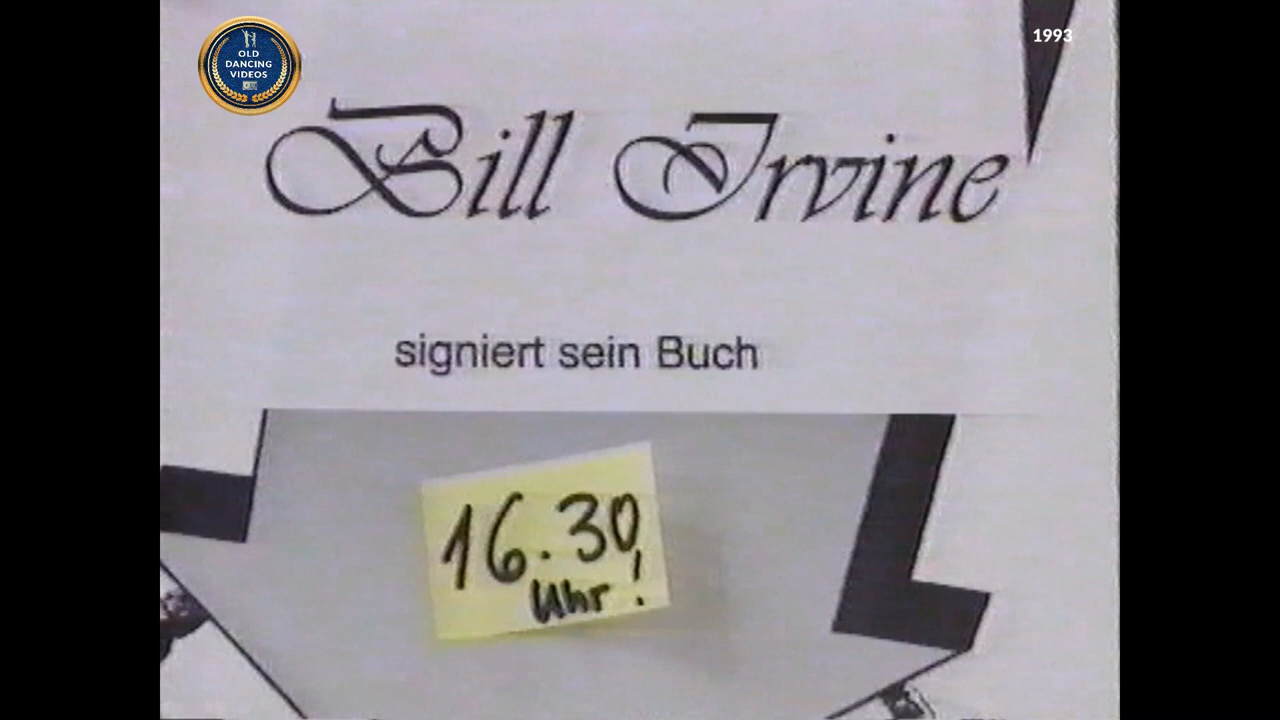 OLD
DANCING
VIDEOS
1993
Bill Irvine
signiert sein Buch
16.30
Uhr!